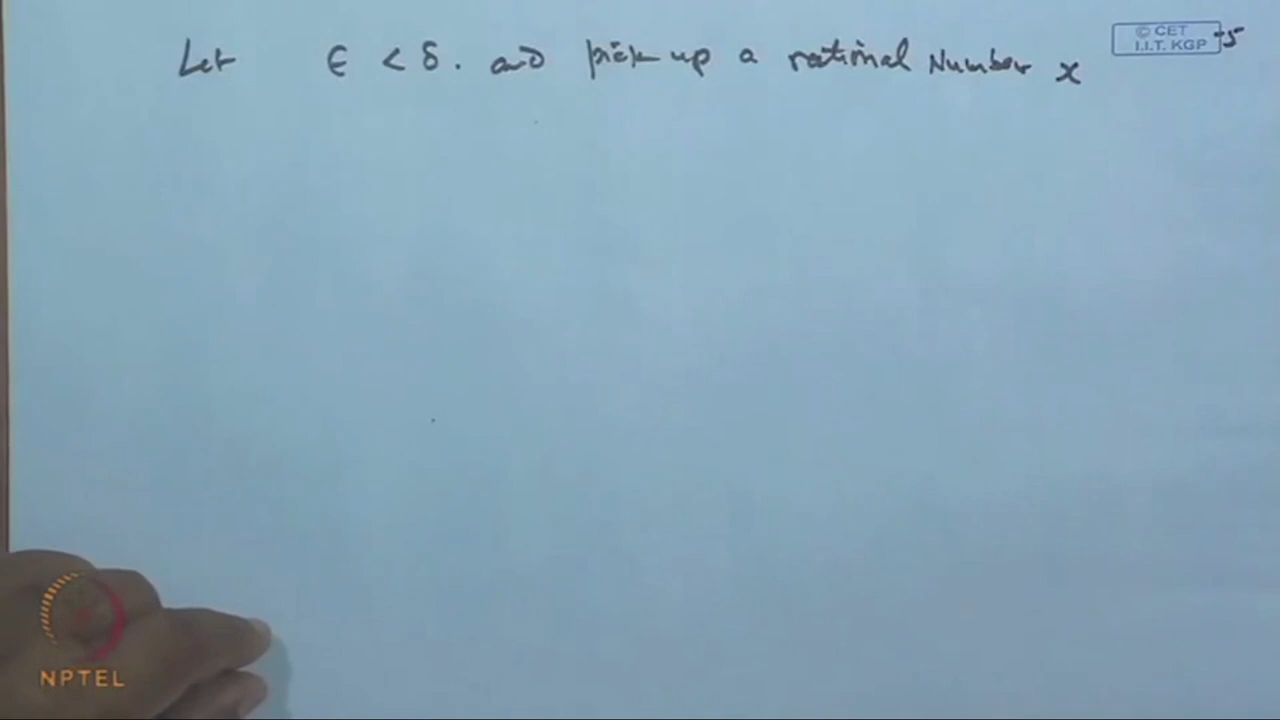 Let ϵ < δ. and pick up a rational Number x
© CET
I.I.T. KGP
NPTEL